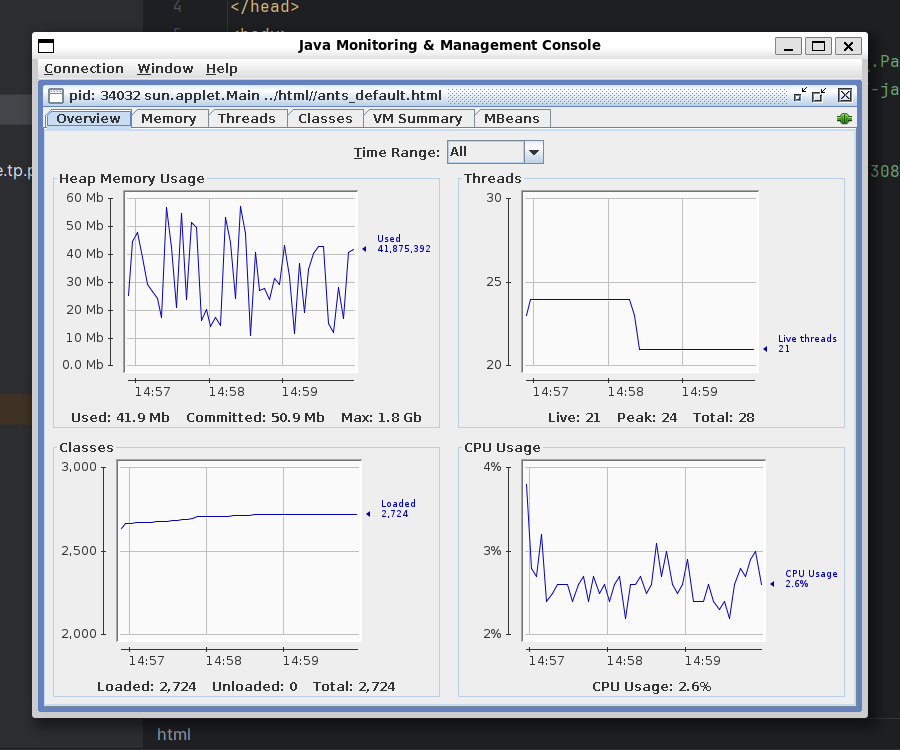 4 </head>
Java Monitoring & Management Console
Connection Window Help
.Pa
-ja
pid: 34032 sun.applet.Main ../html//ants_default.html
Overview Memory Threads Classes VM Summary MBeans
Time Range: All
e.tp.p
308
Heap Memory Usage
60 Mb
50 Mb
40 Mb
30 Mb
20 Mb
10 Mb
0.0 Mb
Used
41,875,392
14:57 14:58 14:59
Used: 41.9 Mb Committed: 50.9 Mb Max: 1.8 Gb
Threads
30
25
20
Live threads
21
14:57 14:58 14:59
Live: 21 Peak: 24 Total: 28
Classes
3,000
2,500
2,000
Loaded
2,724
14:57 14:58 14:59
Loaded: 2,724 Unloaded: 0 Total: 2,724
CPU Usage
4%
3%
2%
CPU Usage
2.6%
14:57 14:58 14:59
CPU Usage: 2.6%
html